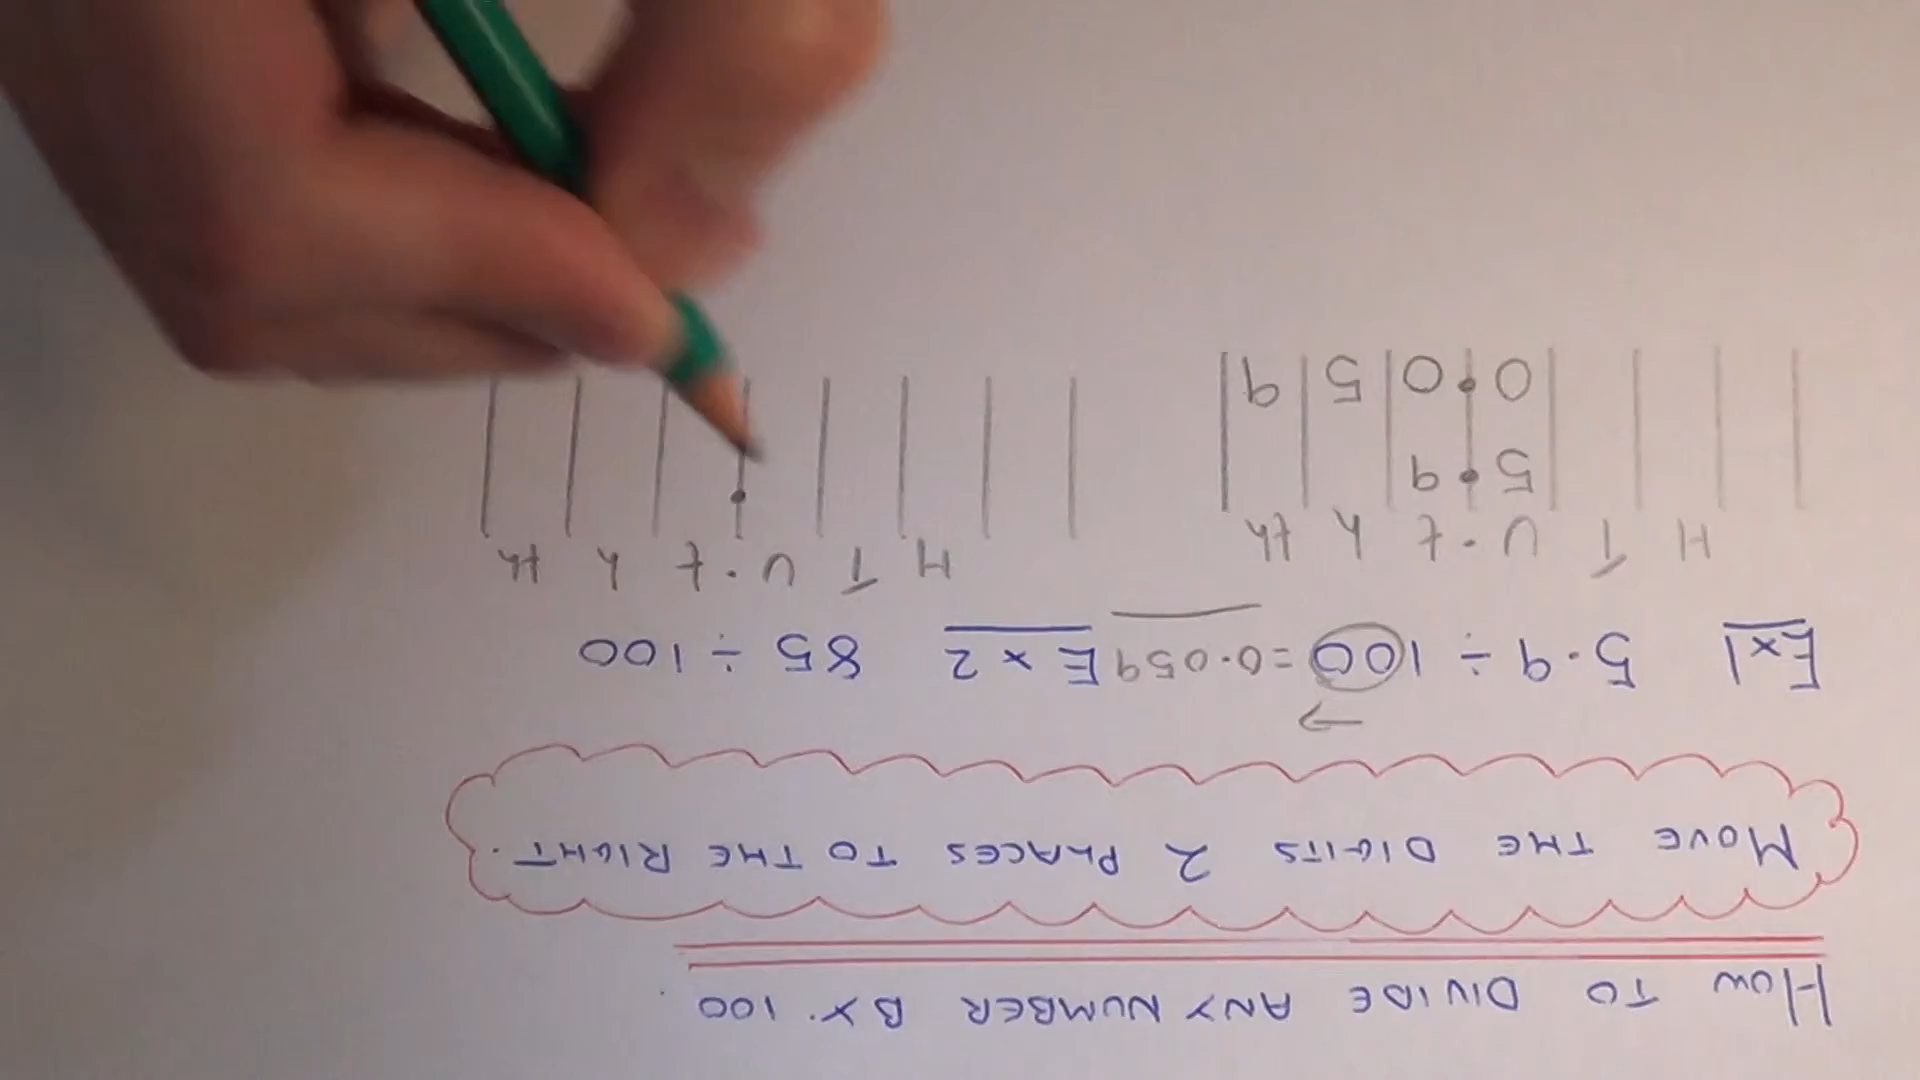 HOW TO DIVIDE ANY NUMBER BY 100
MOVE THE DIGITS 2 PLACES TO THE RIGHT.
→
Ex1 5.9 ÷ 100 = 0.059 Ex2 85 ÷ 100
H T U . t h th H T U . t h th
5 . 9 .
0 . 0 5 9